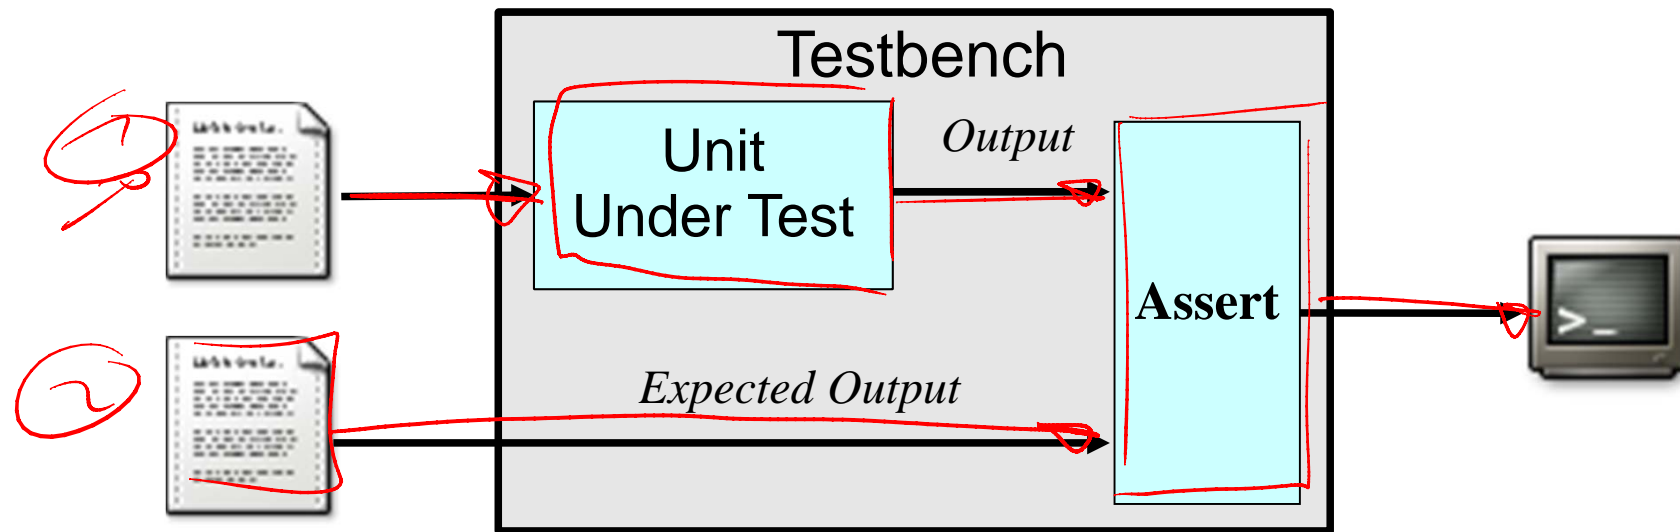 Testbench
1
Unit
Under Test
Output
Assert
>_
2
Expected Output